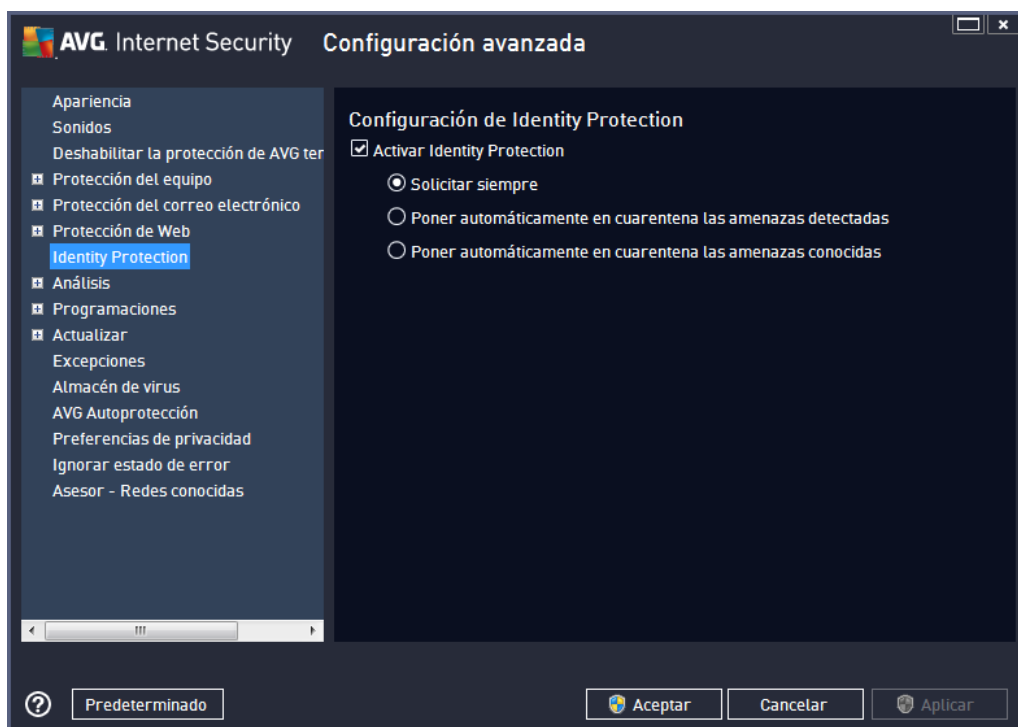 AVG. Internet Security Configuración avanzada
Apariencia
Sonidos
Deshabilitar la protección de AVG ter
Protección del equipo
Protección del correo electrónico
Protección de Web
Identity Protection
Análisis
Programaciones
Actualizar
Excepciones
Almacén de virus
AVG Autoprotección
Preferencias de privacidad
Ignorar estado de error
Asesor - Redes conocidas
Configuración de Identity Protection
Activar Identity Protection
Solicitar siempre
Poner automáticamente en cuarentena las amenazas detectadas
Poner automáticamente en cuarentena las amenazas conocidas
Predeterminado
Aceptar
Cancelar
Aplicar